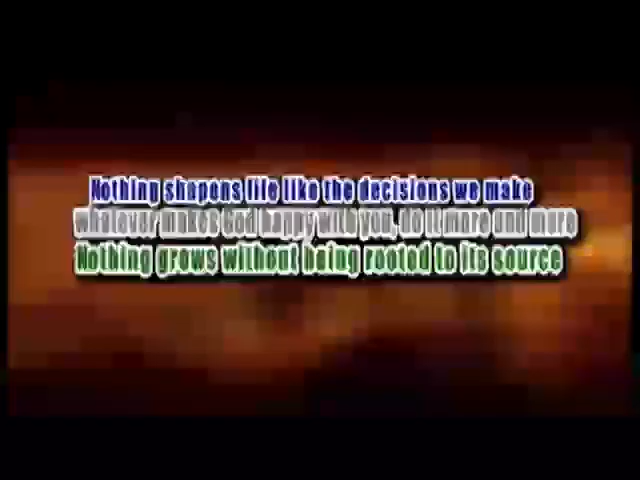 Nothing shapens life like the decisions we make
whatever makes God happy with you, do it more and more
Nothing grows without being rooted to its source